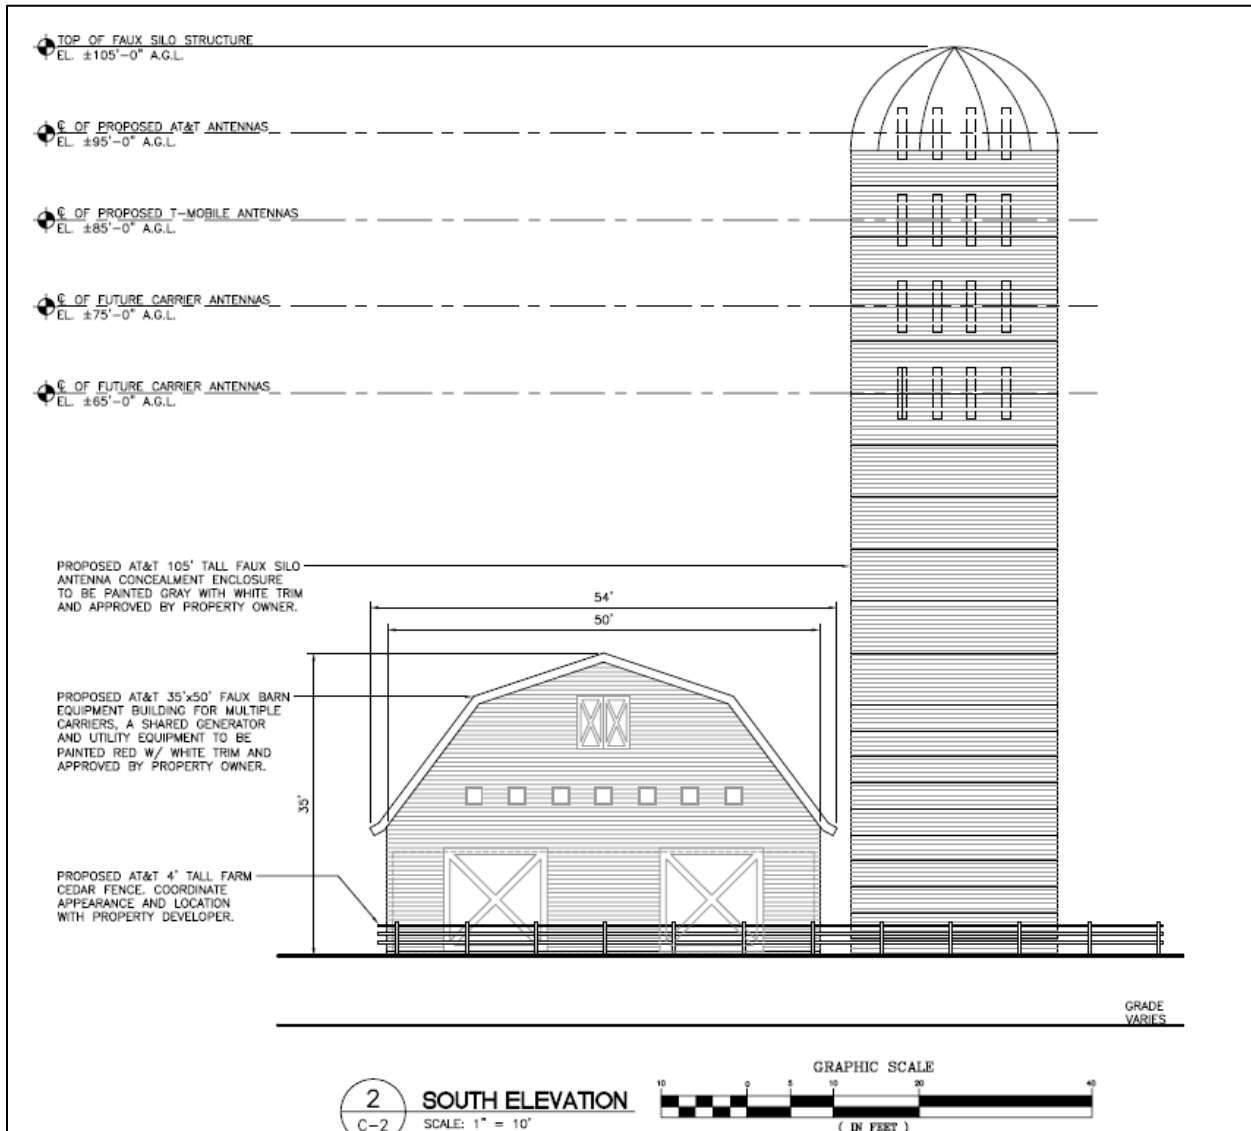 TOP OF FAUX SILO STRUCTURE
EL. ±105'-0" A.G.L.
℄ OF PROPOSED AT&T ANTENNAS
EL. ±95'-0" A.G.L.
℄ OF PROPOSED T-MOBILE ANTENNAS
EL. ±85'-0" A.G.L.
℄ OF FUTURE CARRIER ANTENNAS
EL. ±75'-0" A.G.L.
℄ OF FUTURE CARRIER ANTENNAS
EL. ±65'-0" A.G.L.
PROPOSED AT&T 105' TALL FAUX SILO
ANTENNA CONCEALMENT ENCLOSURE
TO BE PAINTED GRAY WITH WHITE TRIM
AND APPROVED BY PROPERTY OWNER.
54'
50'
PROPOSED AT&T 35'x50' FAUX BARN
EQUIPMENT BUILDING FOR MULTIPLE
CARRIERS, A SHARED GENERATOR
AND UTILITY EQUIPMENT TO BE
PAINTED RED W/ WHITE TRIM AND
APPROVED BY PROPERTY OWNER.
35'
PROPOSED AT&T 4' TALL FARM
CEDAR FENCE. COORDINATE
APPEARANCE AND LOCATION
WITH PROPERTY DEVELOPER.
GRADE
VARIES
2
C-2
SOUTH ELEVATION
SCALE: 1" = 10'
GRAPHIC SCALE
10 0 5 10 20 40
( IN FEET )